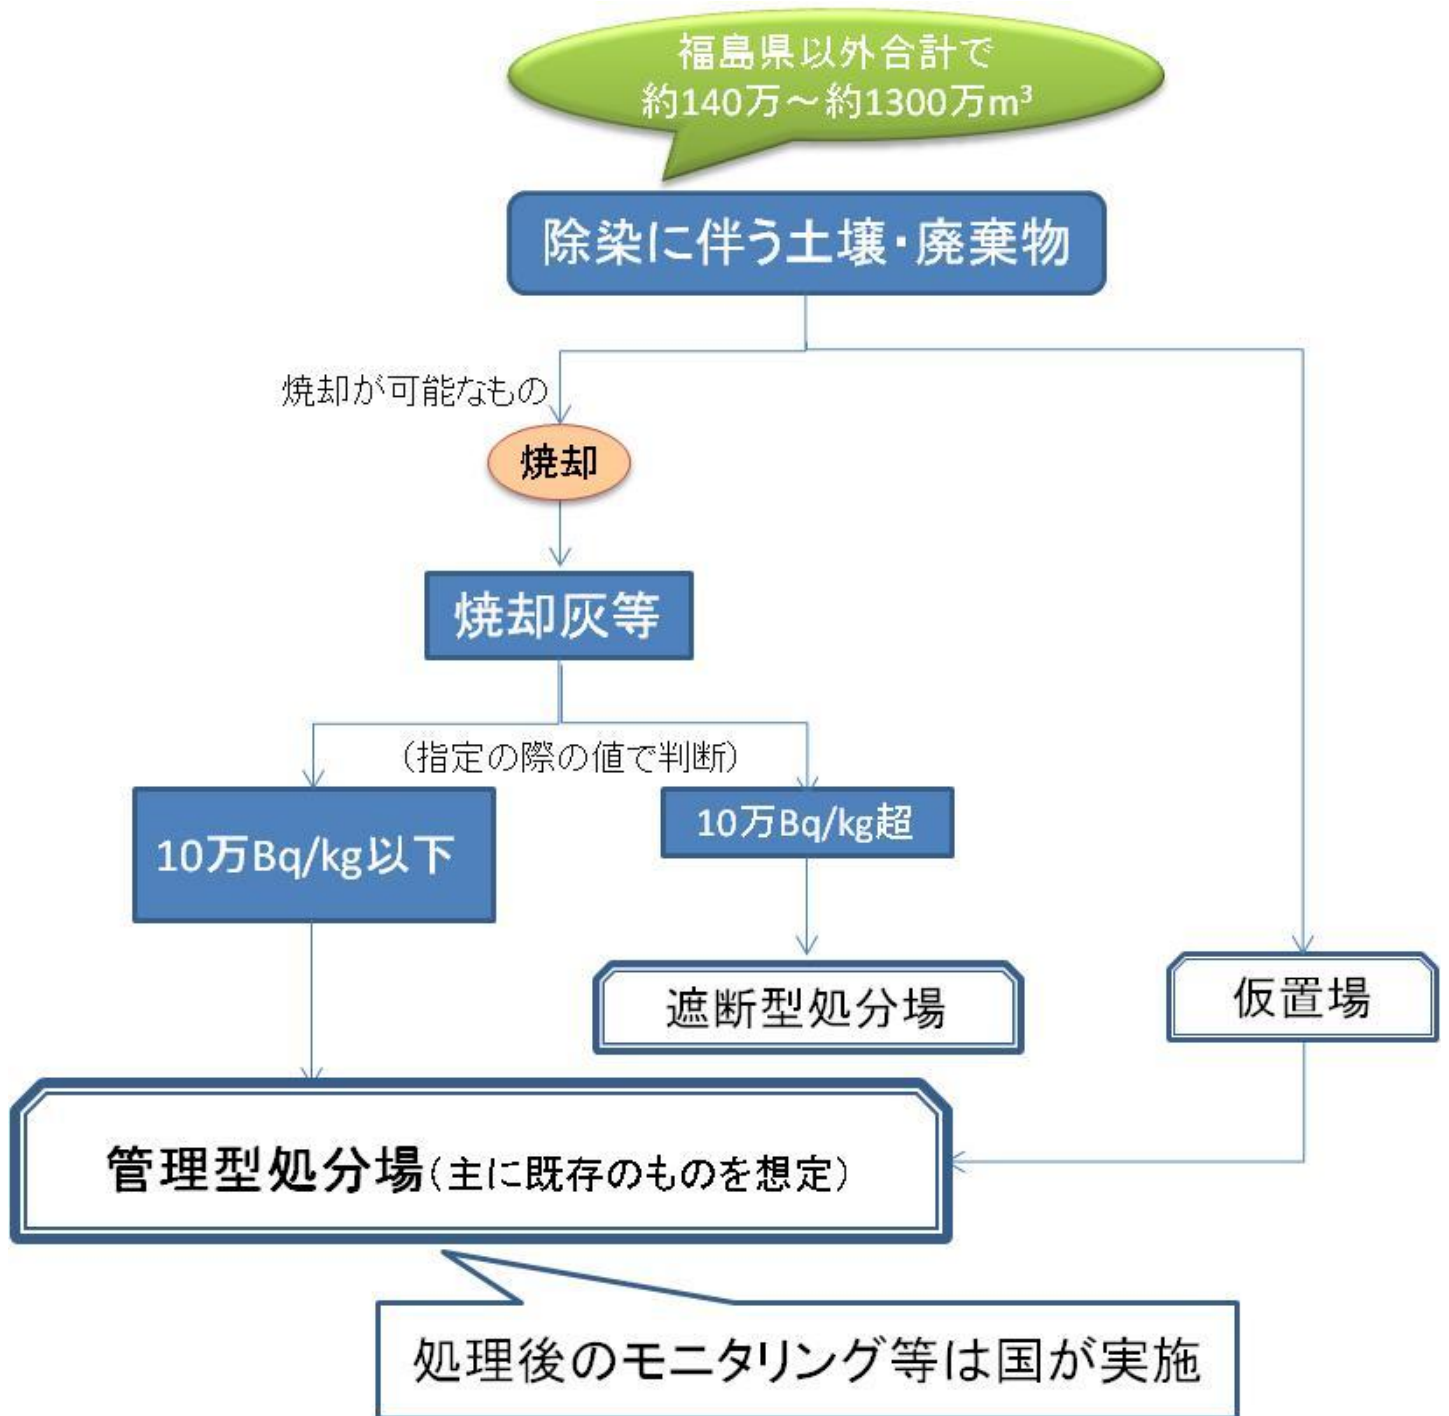 福島県以外合計で
約140万～約1300万m³
除染に伴う土壌・廃棄物
焼却が可能なもの
焼却
焼却灰等
（指定の際の値で判断）
10万Bq/kg以下
10万Bq/kg超
遮断型処分場
仮置場
管理型処分場（主に既存のものを想定）
処理後のモニタリング等は国が実施